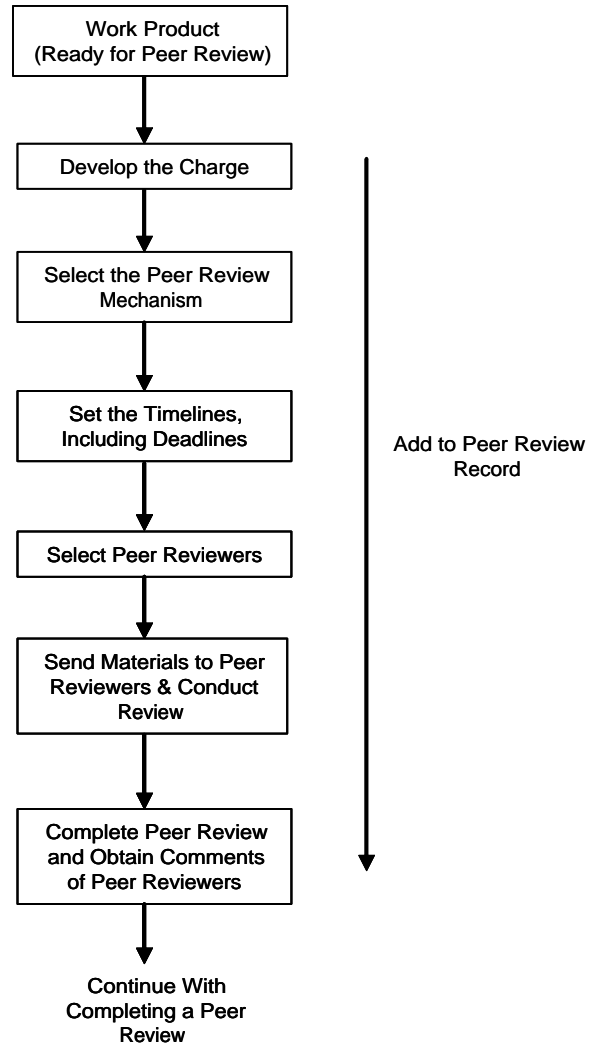 Work Product
(Ready for Peer Review)
Develop the Charge
Select the Peer Review
Mechanism
Set the Timelines,
Including Deadlines
Add to Peer Review
Record
Select Peer Reviewers
Send Materials to Peer
Reviewers & Conduct
Review
Complete Peer Review
and Obtain Comments
of Peer Reviewers
Continue With
Completing a Peer
Review